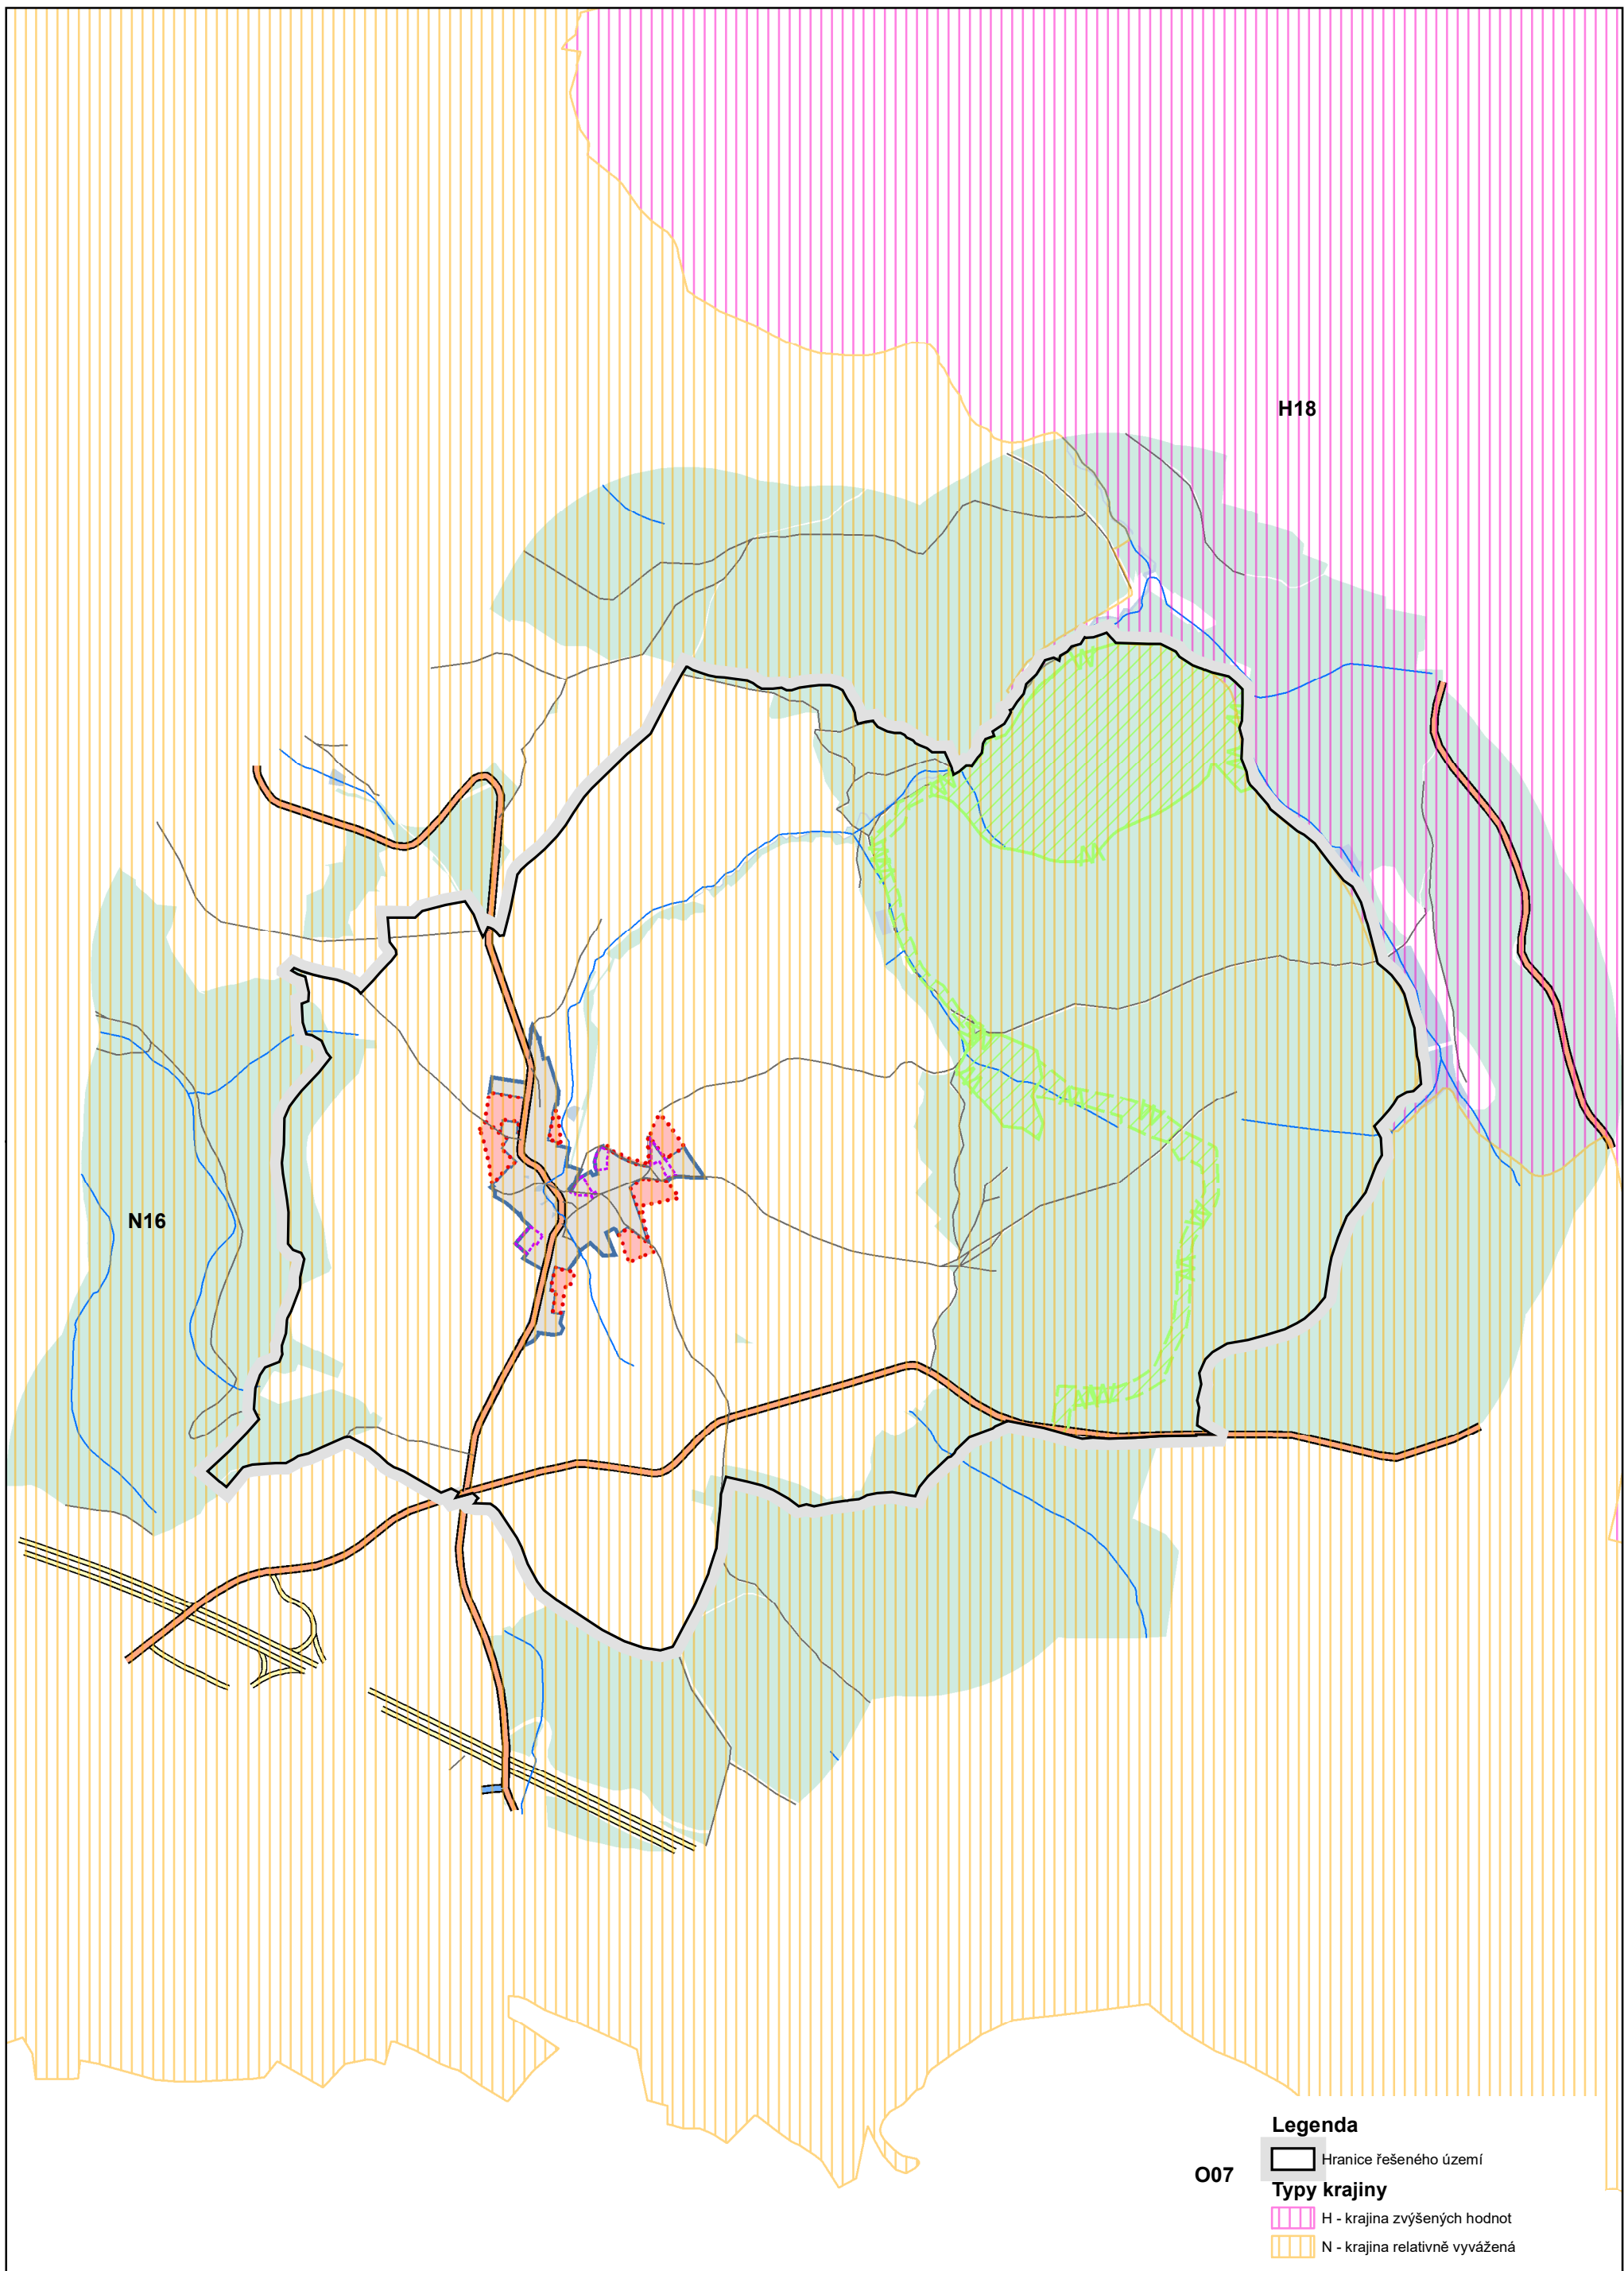 H18
N16
O07
Legenda
Hranice řešeného území
Typy krajiny
H - krajina zvýšených hodnot
N - krajina relativně vyvážená